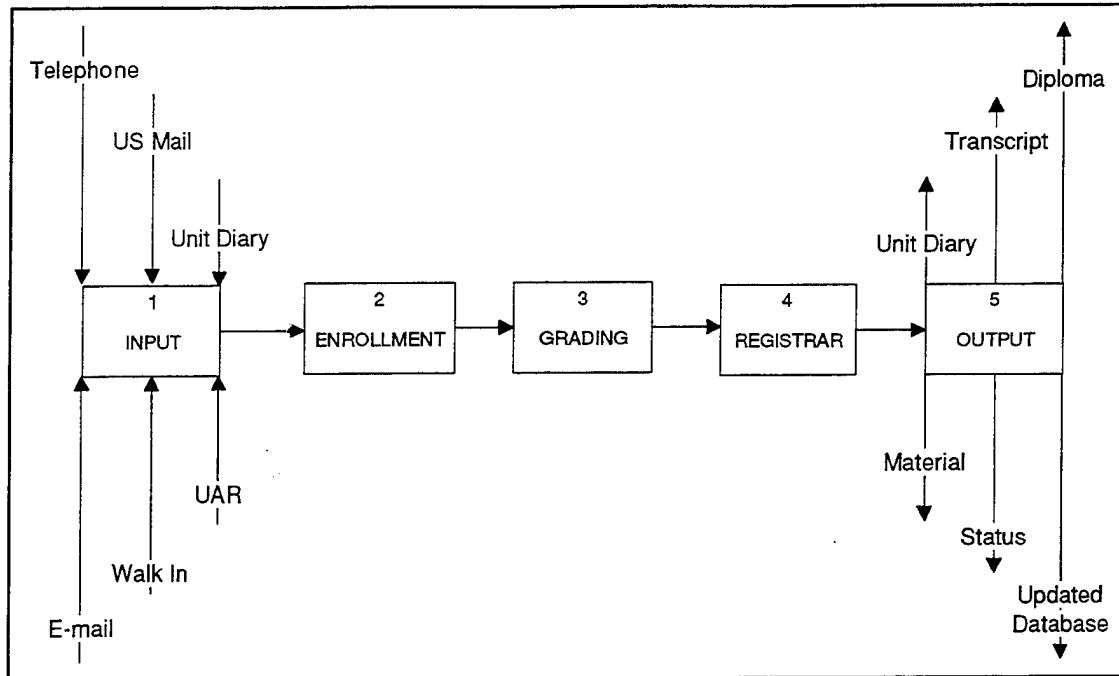 Telephone
US Mail
Unit Diary
Diploma
Transcript
Unit Diary
1
INPUT
2
ENROLLMENT
3
GRADING
4
REGISTRAR
5
OUTPUT
UAR
Walk In
E-mail
Material
Status
Updated
Database